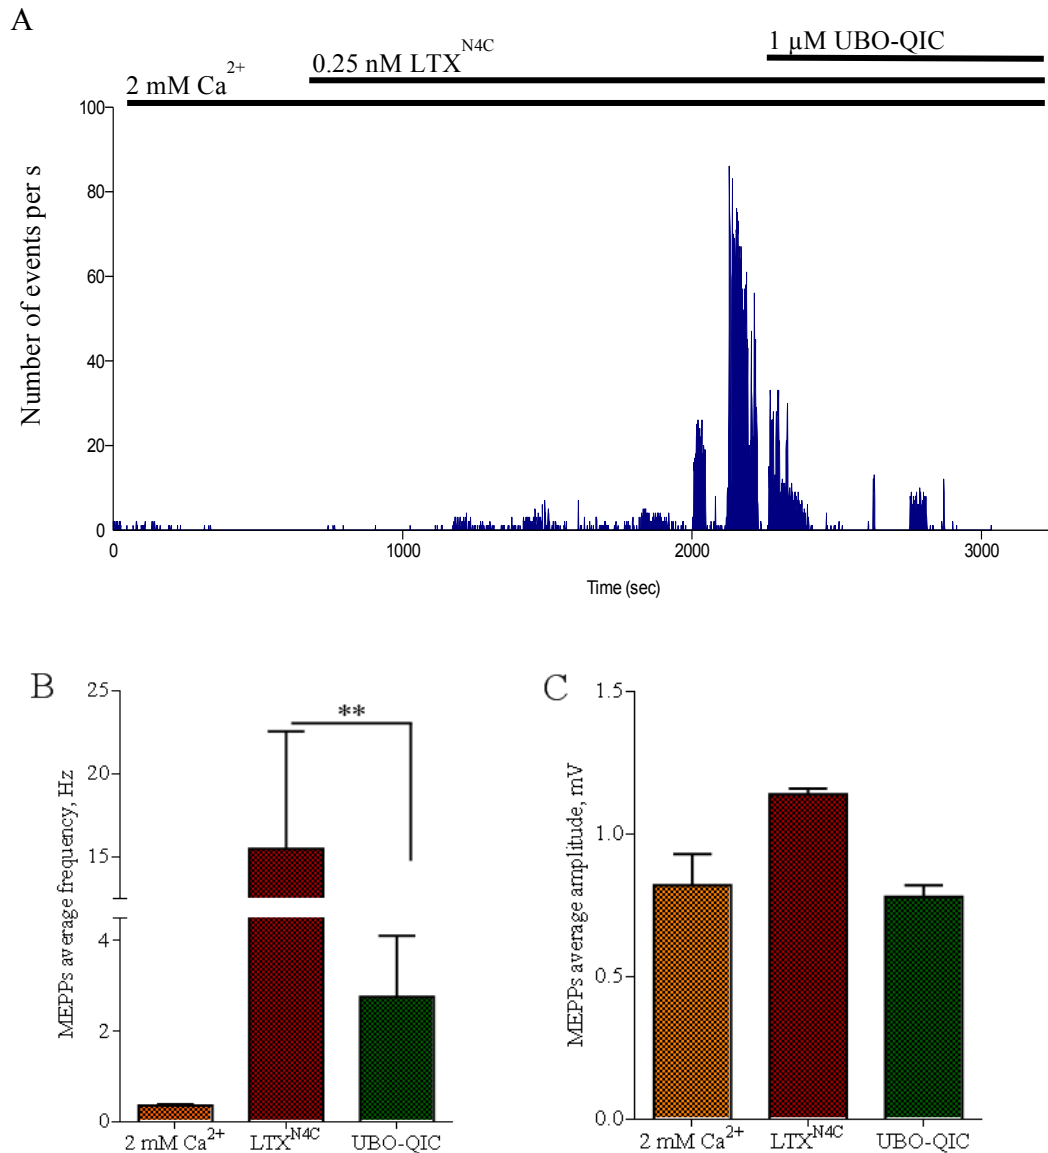 A
1 µM UBO-QIC
0.25 nM LTX^N4C
2 mM Ca^2+
Number of events per s
100
80
60
40
20
0
0 1000 2000 3000
Time (sec)
B
MEPPs average frequency, Hz
25
20
15
4
2
0
**
2 mM Ca^2+ LTX^N4C UBO-QIC
C
MEPPs average amplitude, mV
1.5
1.0
0.5
0.0
2 mM Ca^2+ LTX^N4C UBO-QIC